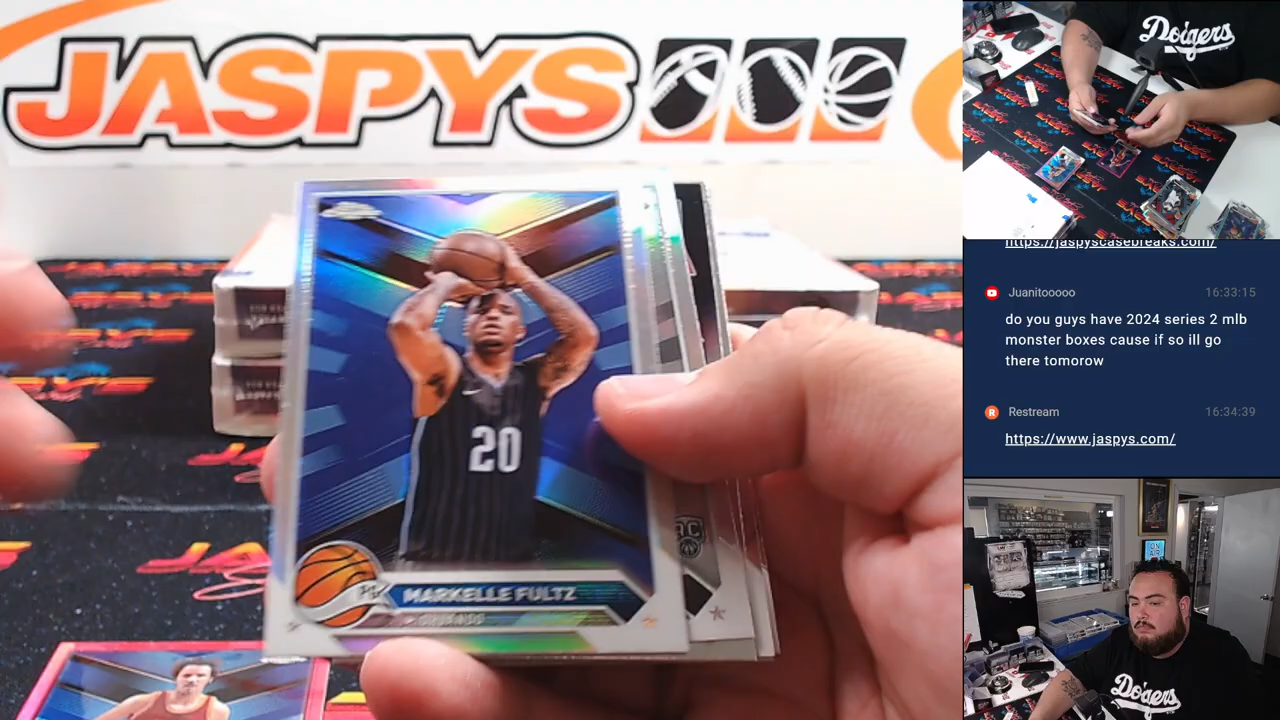 JASPYS
20
MARKELLE FULTZ
ORLANDO
RC
Dodgers
https://jaspyscasebreaks.com/
Juanitooooo 16:33:15
do you guys have 2024 series 2 mlb
monster boxes cause if so ill go
there tomorow
Restream 16:34:39
https://www.jaspys.com/
Dodgers